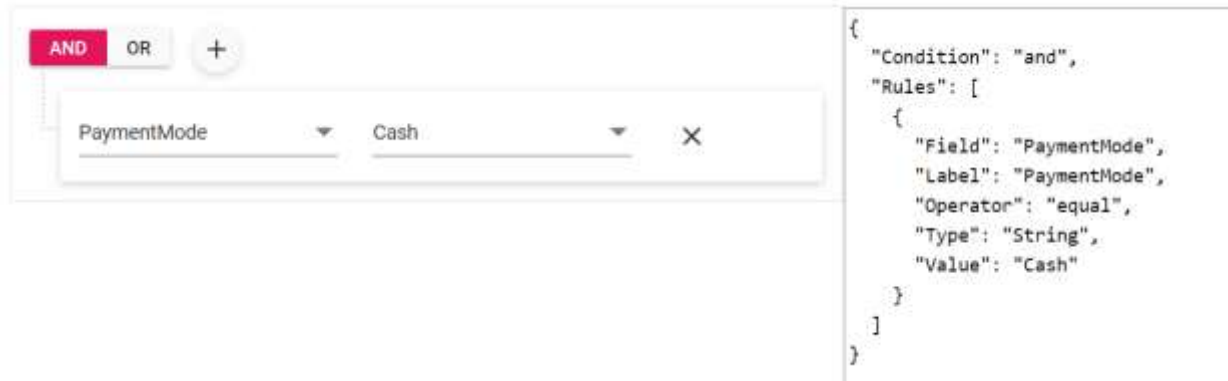 AND OR +
PaymentMode Cash
{
"Condition": "and",
"Rules": [
{
"Field": "PaymentMode",
"Label": "PaymentMode",
"Operator": "equal",
"Type": "String",
"Value": "Cash"
}
]
}